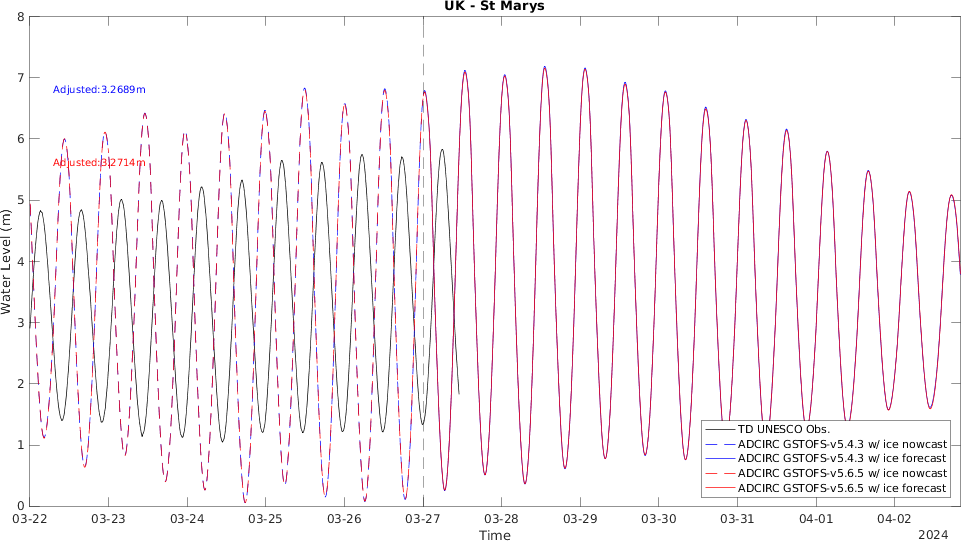 UK - St Marys
8
7
6
5
4
3
2
1
0
Water Level (m)
Adjusted:3.2689m
Adjusted:3.2714m
TD UNESCO Obs.
ADCIRC GSTOFS-v5.4.3 w/ ice nowcast
ADCIRC GSTOFS-v5.4.3 w/ ice forecast
ADCIRC GSTOFS-v5.6.5 w/ ice nowcast
ADCIRC GSTOFS-v5.6.5 w/ ice forecast
03-22 03-23 03-24 03-25 03-26 03-27 03-28 03-29 03-30 03-31 04-01 04-02
Time
2024